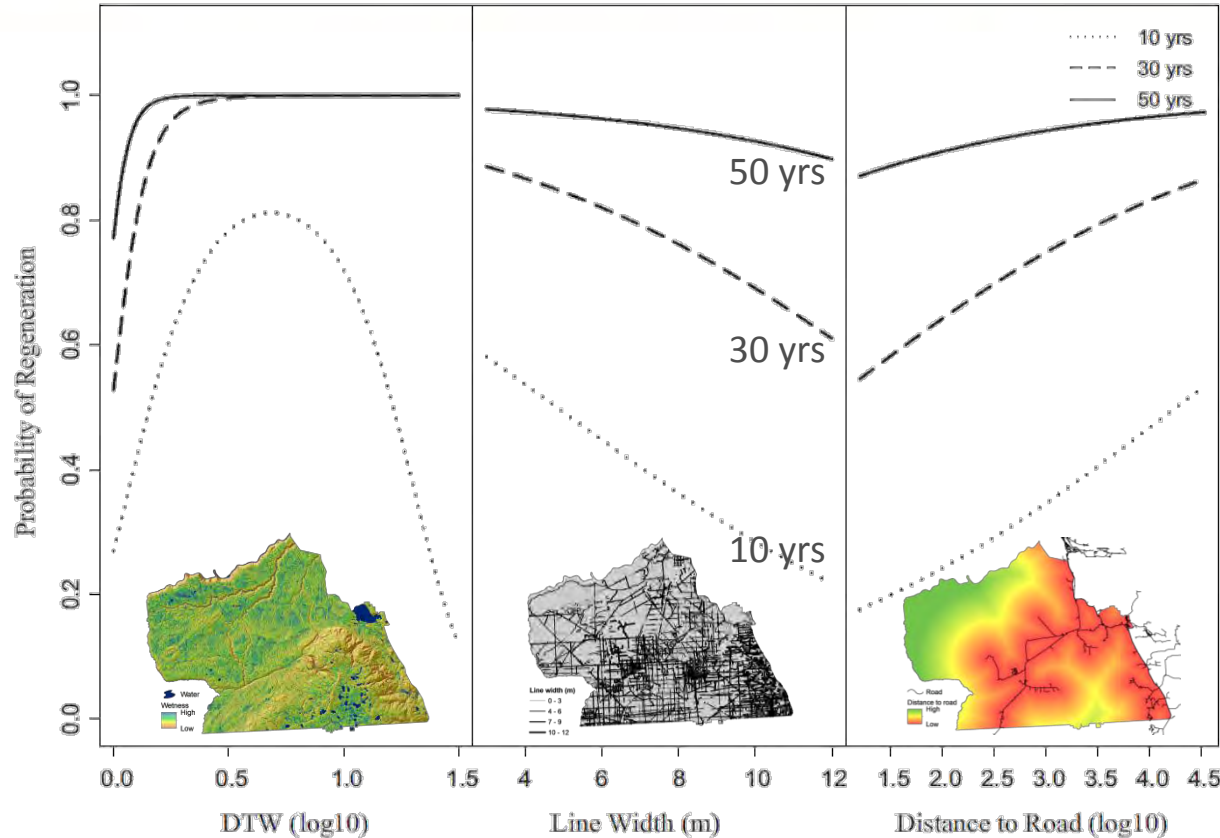 Probability of Regeneration
1.0
0.8
0.6
0.4
0.2
0.0
10 yrs
30 yrs
50 yrs
50 yrs
30 yrs
10 yrs
Water
Wetness
High
Low
Line width (m)
0 - 3
4 - 6
7 - 9
10 - 12
Road
Distance to road
High
Low
0.0 0.5 1.0 1.5
4 6 8 10 12
1.5 2.0 2.5 3.0 3.5 4.0 4.5
DTW (log10)
Line Width (m)
Distance to Road (log10)